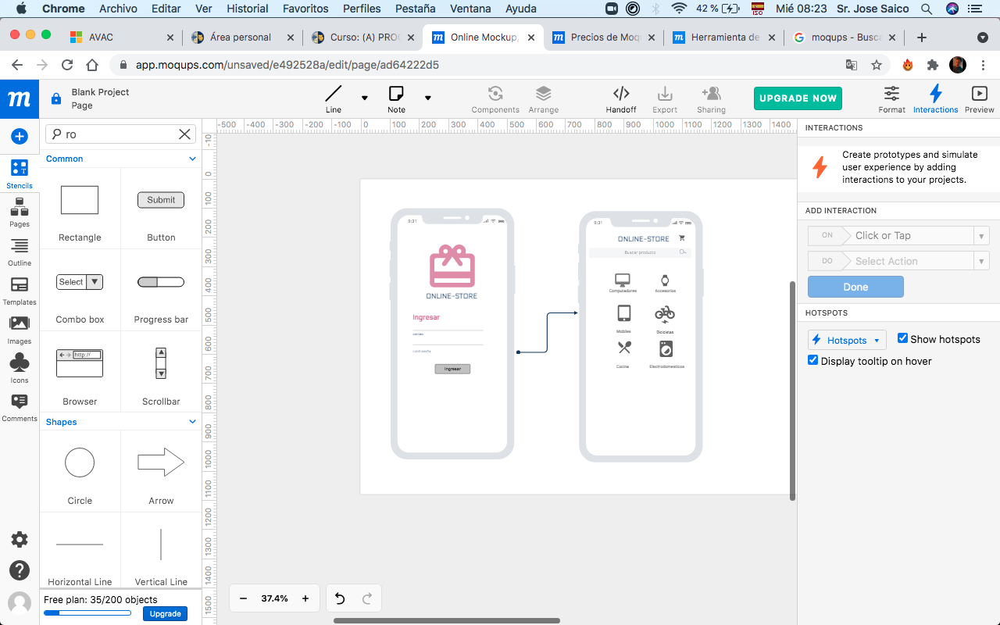 Chrome Archivo Editar Ver Historial Favoritos Perfiles Pestaña Ventana Ayuda 42 % ISO Mié 08:23 Sr. Jose Saico
AVAC Área personal Curso: (A) PROG Online Mockup, Precios de Moqu Herramienta de moqups - Busca
app.moqups.com/unsaved/e492528a/edit/page/ad64222d5
m
Blank Project
Page
Line Note Components Arrange Handoff Export Sharing UPGRADE NOW Format Interactions Preview
-500 -400 -300 -200 -100 0 100 200 300 400 500 600 700 800 900 1000 1100 1200 1300 1400
-10 0 100 200 300 400 500 600 700 800 900 1000 1100 1200 1300 1400 1500
ro
Stencils
Pages
Outline
Templates
Images
Icons
Comments
Common
Submit
Rectangle Button
Select
Combo box Progress bar
http://
Browser Scrollbar
Shapes
Circle Arrow
Horizontal Line Vertical Line
Free plan: 35/200 objects
Upgrade
9:31
ONLINE-STORE
Ingresar
Ingresar
9:31
ONLINE-STORE
Buscar producto
Computadores Accesorios
Mobiles Bicicletas
Cocina Electrodomesticos
37.4%
INTERACTIONS
Create prototypes and simulate
user experience by adding
interactions to your projects.
ADD INTERACTION
ON Click or Tap
DO Select Action
Done
HOTSPOTS
Hotspots Show hotspots
Display tooltip on hover